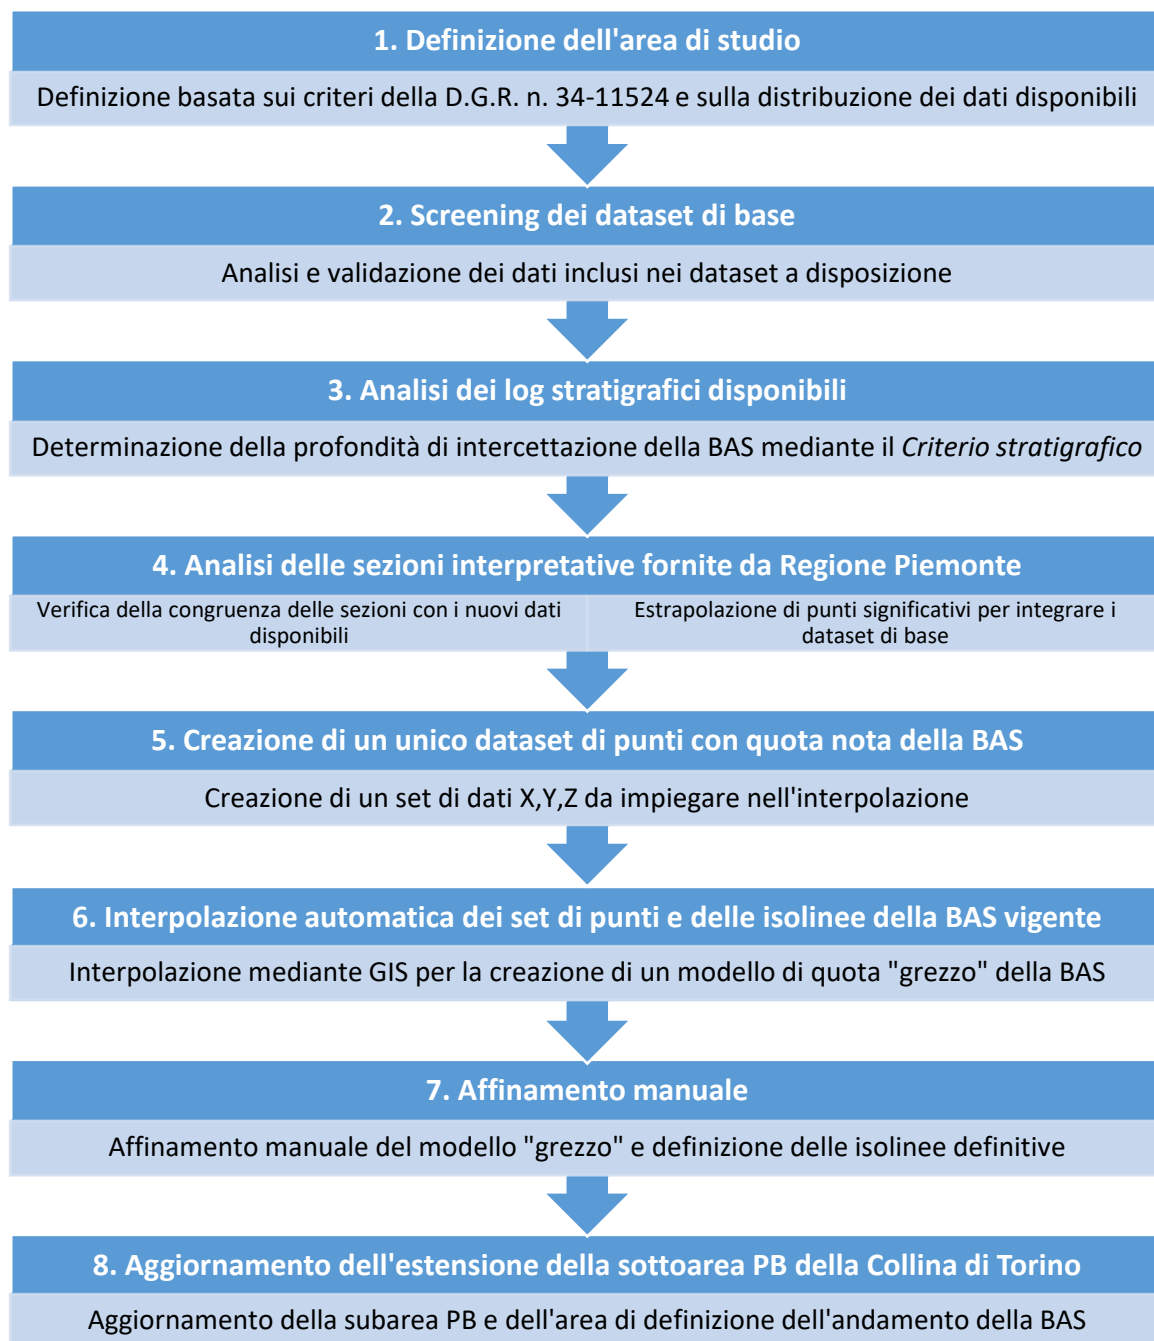 1. Definizione dell'area di studio
Definizione basata sui criteri della D.G.R. n. 34-11524 e sulla distribuzione dei dati disponibili
2. Screening dei dataset di base
Analisi e validazione dei dati inclusi nei dataset a disposizione
3. Analisi dei log stratigrafici disponibili
Determinazione della profondità di intercettazione della BAS mediante il Criterio stratigrafico
4. Analisi delle sezioni interpretative fornite da Regione Piemonte
Verifica della congruenza delle sezioni con i nuovi dati
disponibili
Estrapolazione di punti significativi per integrare i
dataset di base
5. Creazione di un unico dataset di punti con quota nota della BAS
Creazione di un set di dati X,Y,Z da impiegare nell'interpolazione
6. Interpolazione automatica dei set di punti e delle isolinee della BAS vigente
Interpolazione mediante GIS per la creazione di un modello di quota "grezzo" della BAS
7. Affinamento manuale
Affinamento manuale del modello "grezzo" e definizione delle isolinee definitive
8. Aggiornamento dell'estensione della sottoarea PB della Collina di Torino
Aggiornamento della subarea PB e dell'area di definizione dell'andamento della BAS